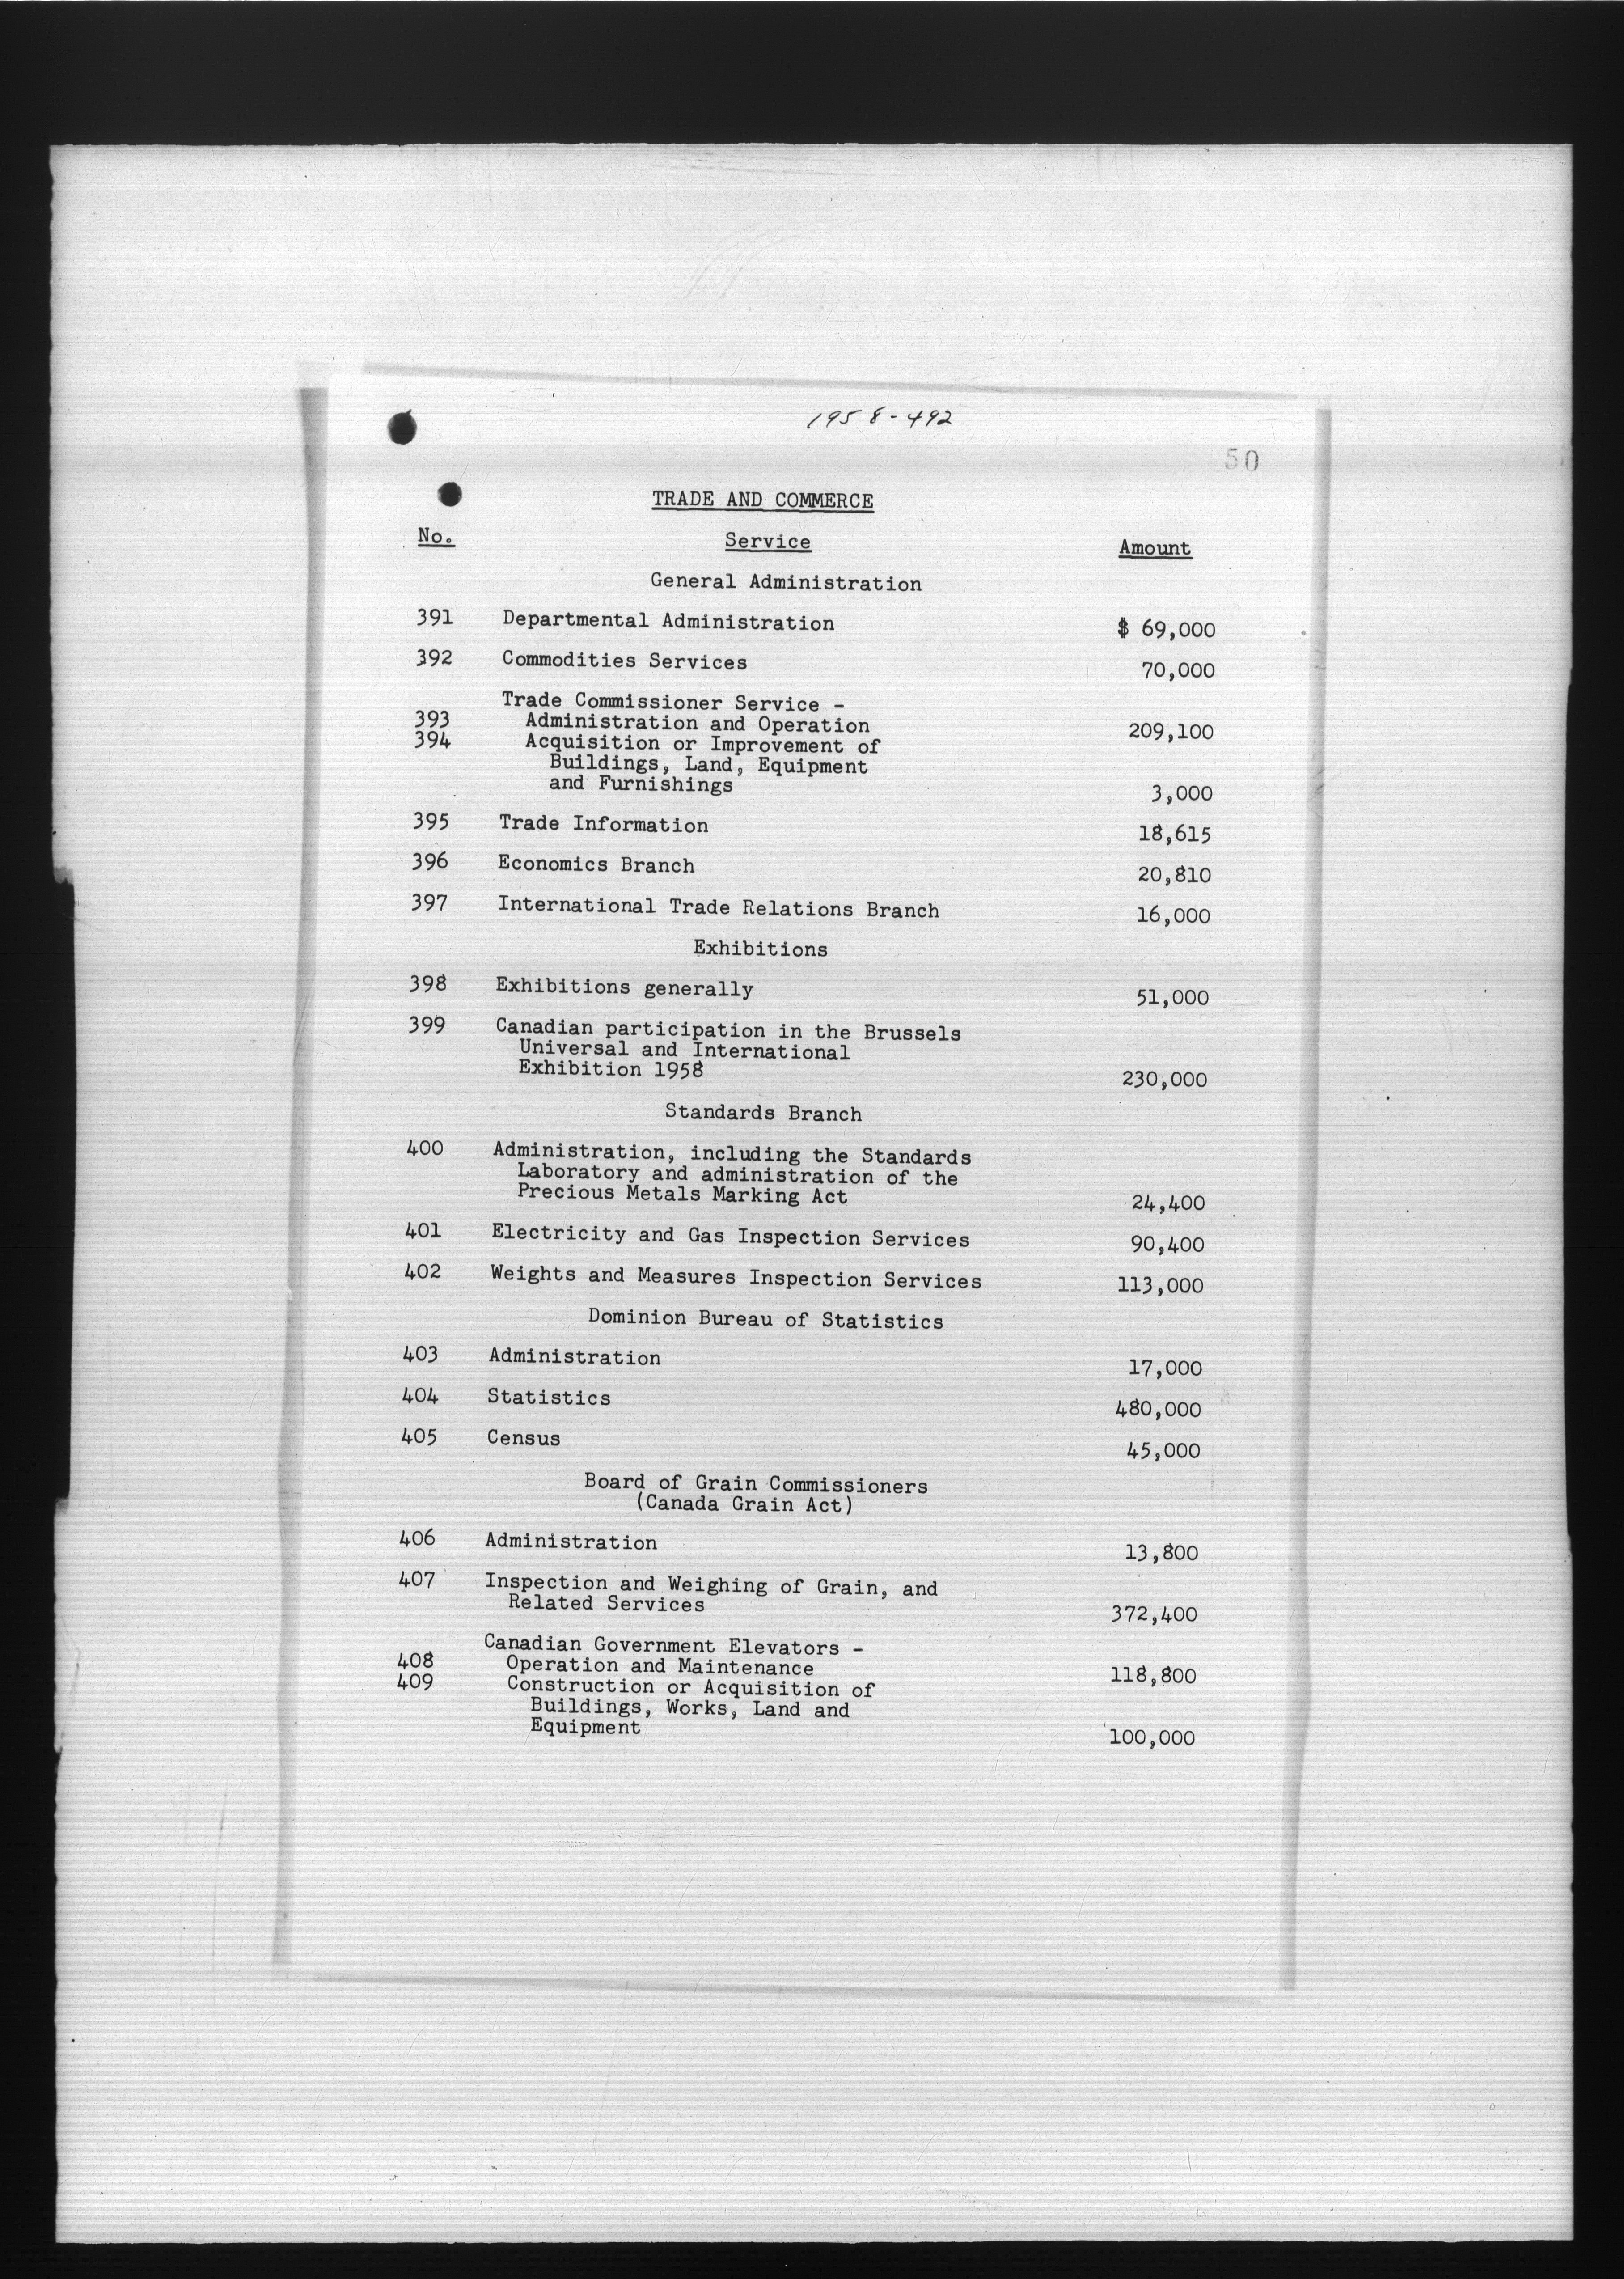 1958-492
50
TRADE AND COMMERCE
No. Service Amount
General Administration
391 Departmental Administration $ 69,000
392 Commodities Services 70,000
Trade Commissioner Service -
393 Administration and Operation 209,100
394 Acquisition or Improvement of
Buildings, Land, Equipment
and Furnishings 3,000
395 Trade Information 18,615
396 Economics Branch 20,810
397 International Trade Relations Branch 16,000
Exhibitions
398 Exhibitions generally 51,000
399 Canadian participation in the Brussels
Universal and International
Exhibition 1958 230,000
Standards Branch
400 Administration, including the Standards
Laboratory and administration of the
Precious Metals Marking Act 24,400
401 Electricity and Gas Inspection Services 90,400
402 Weights and Measures Inspection Services 113,000
Dominion Bureau of Statistics
403 Administration 17,000
404 Statistics 480,000
405 Census 45,000
Board of Grain Commissioners
(Canada Grain Act)
406 Administration 13,800
407 Inspection and Weighing of Grain, and
Related Services 372,400
Canadian Government Elevators -
408 Operation and Maintenance 118,800
409 Construction or Acquisition of
Buildings, Works, Land and
Equipment 100,000